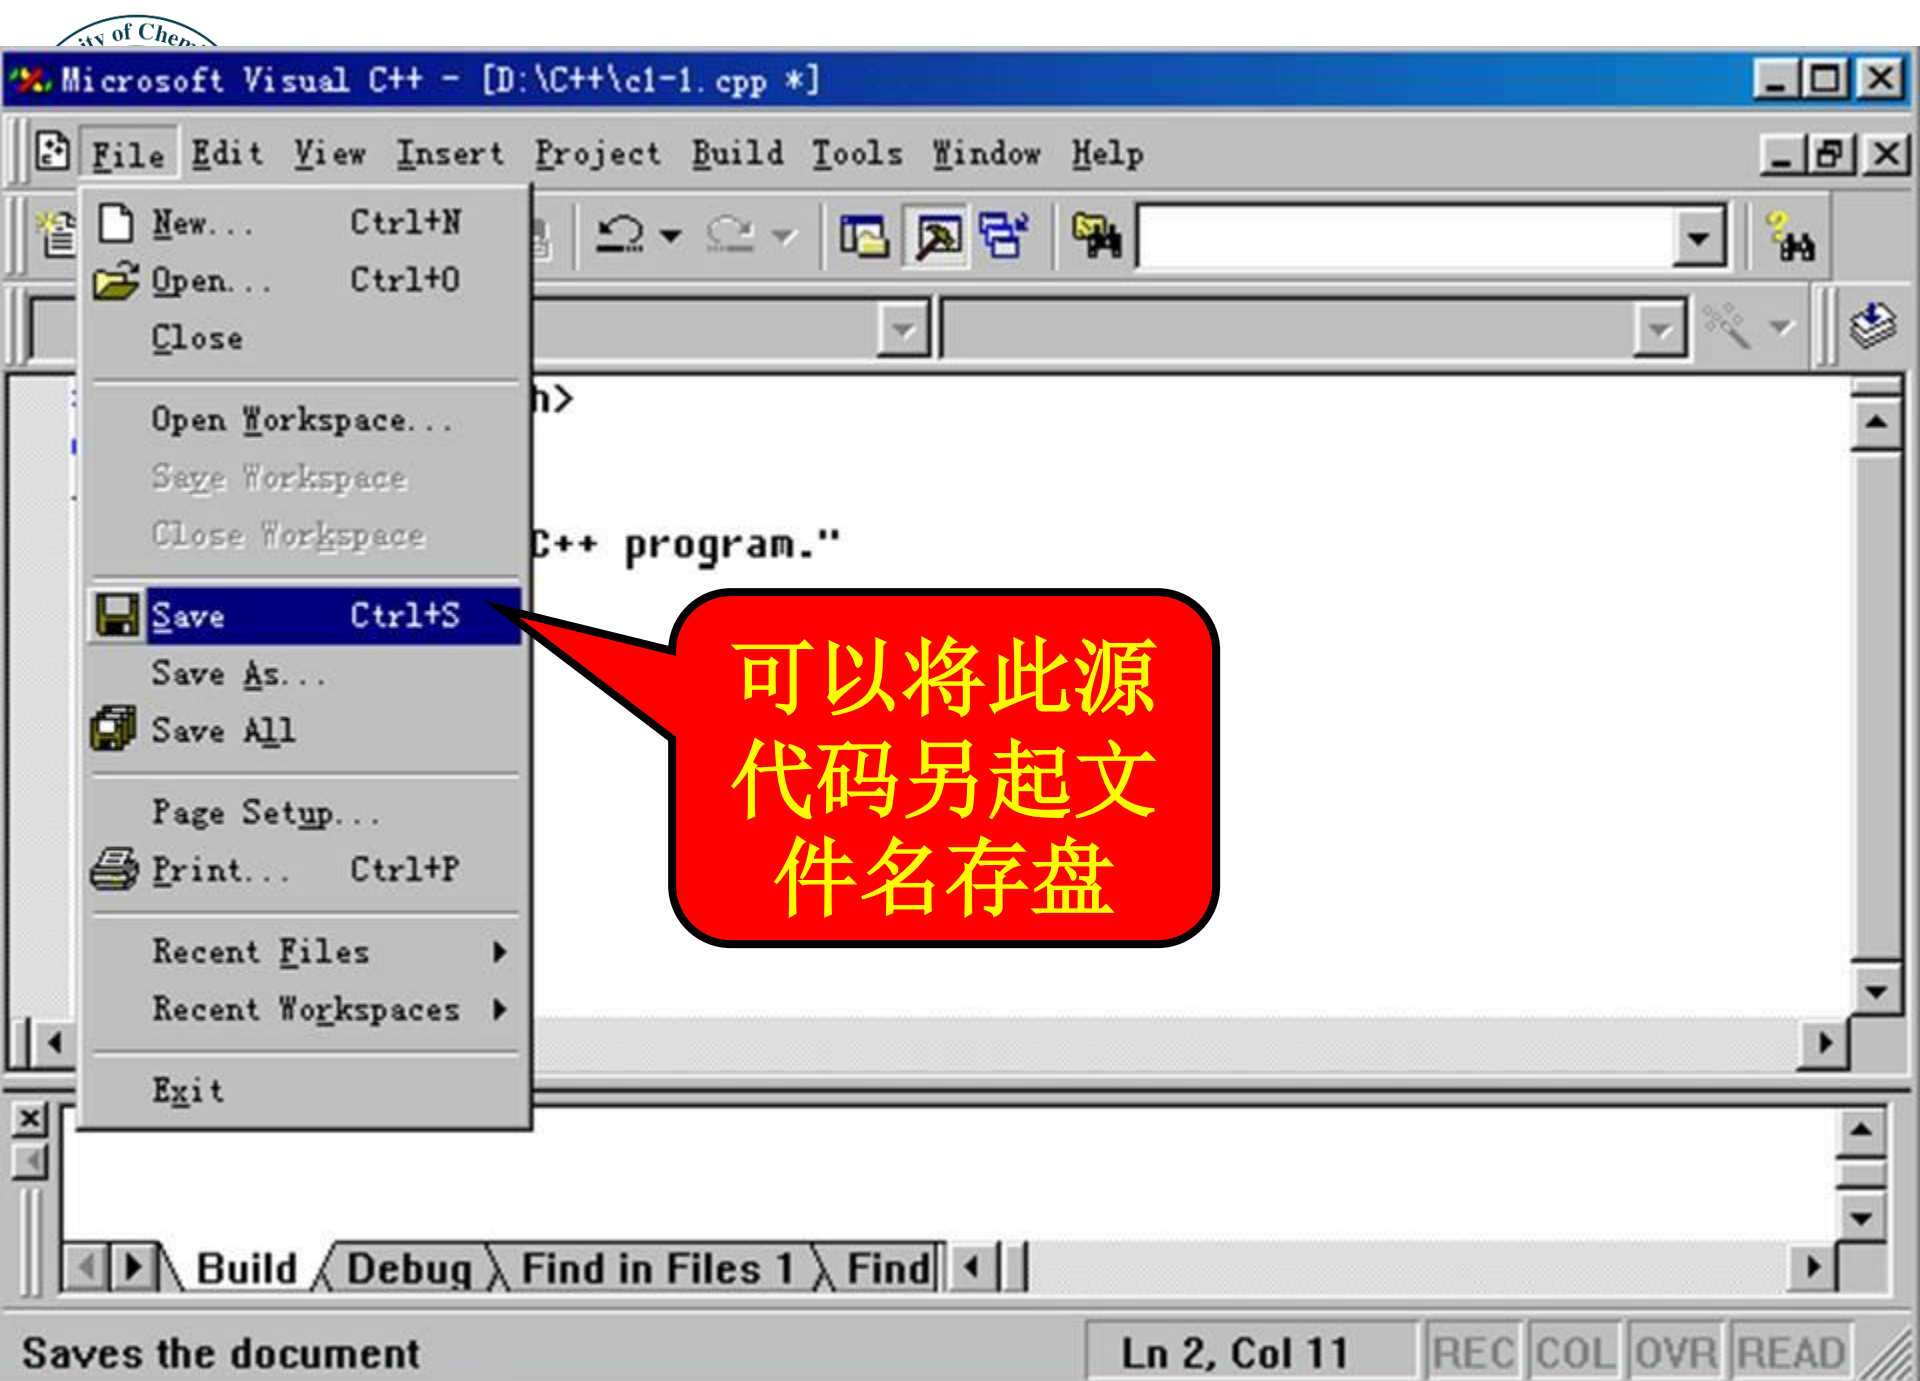 ity of Chem
Microsoft Visual C++ - [D:\C++\c1-1.cpp *]
File Edit View Insert Project Build Tools Window Help
New... Ctrl+N
Open... Ctrl+O
Close
h>
Open Workspace...
Save Workspace
Close Workspace
C++ program."
Save Ctrl+S
Save As...
Save All
可以将此源
代码另起文
件名存盘
Page Setup...
Print... Ctrl+P
Recent Files
Recent Workspaces
Exit
Build Debug Find in Files 1 Find
Saves the document Ln 2, Col 11 REC COL OVR READ